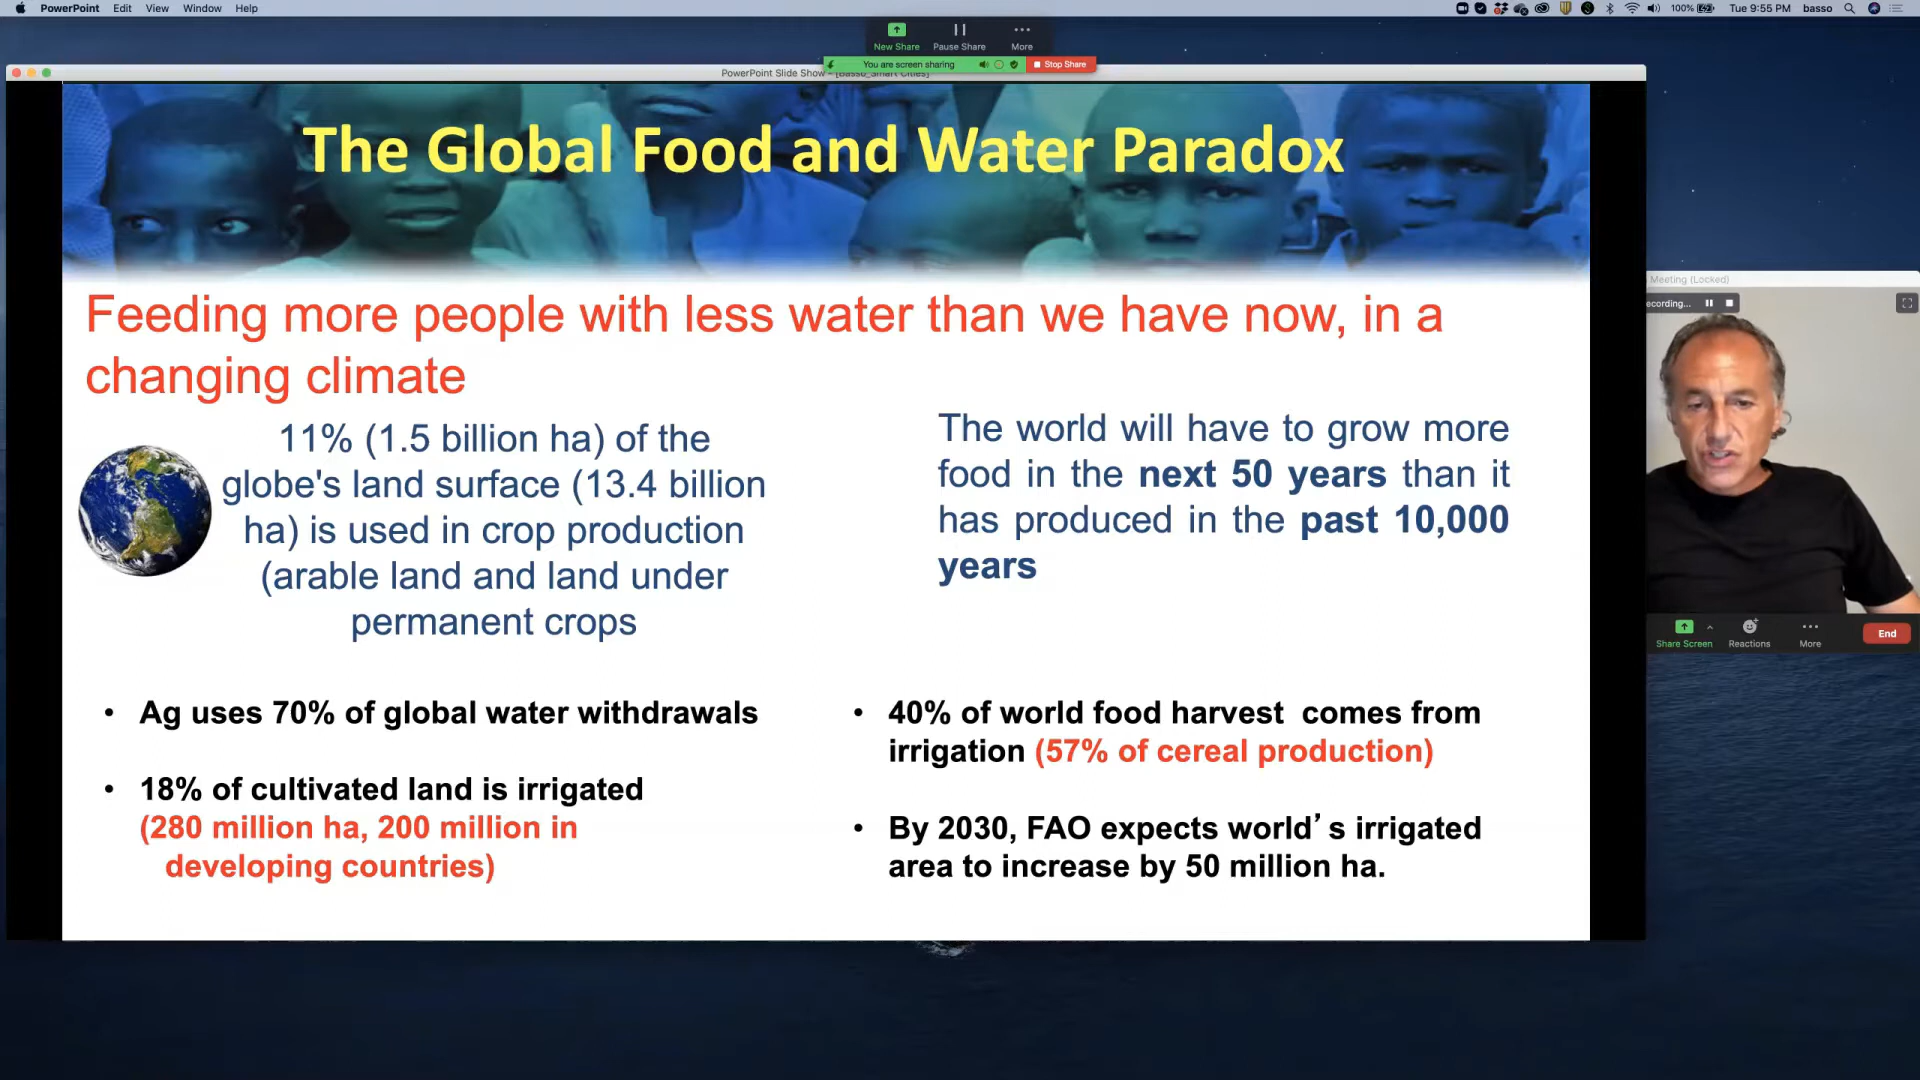 PowerPoint Edit View Window Help
100% Tue 9:55 PM basso
New Share Pause Share More
You are screen sharing Stop Share
PowerPoint Slide Show - [Basso_Smart Cities]
The Global Food and Water Paradox
Feeding more people with less water than we have now, in a
changing climate
11% (1.5 billion ha) of the
globe's land surface (13.4 billion
ha) is used in crop production
(arable land and land under
permanent crops
The world will have to grow more
food in the next 50 years than it
has produced in the past 10,000
years
• Ag uses 70% of global water withdrawals
• 18% of cultivated land is irrigated
(280 million ha, 200 million in
developing countries)
• 40% of world food harvest comes from
irrigation (57% of cereal production)
• By 2030, FAO expects world’s irrigated
area to increase by 50 million ha.
Meeting (Locked)
ecording...
Share Screen Reactions More End